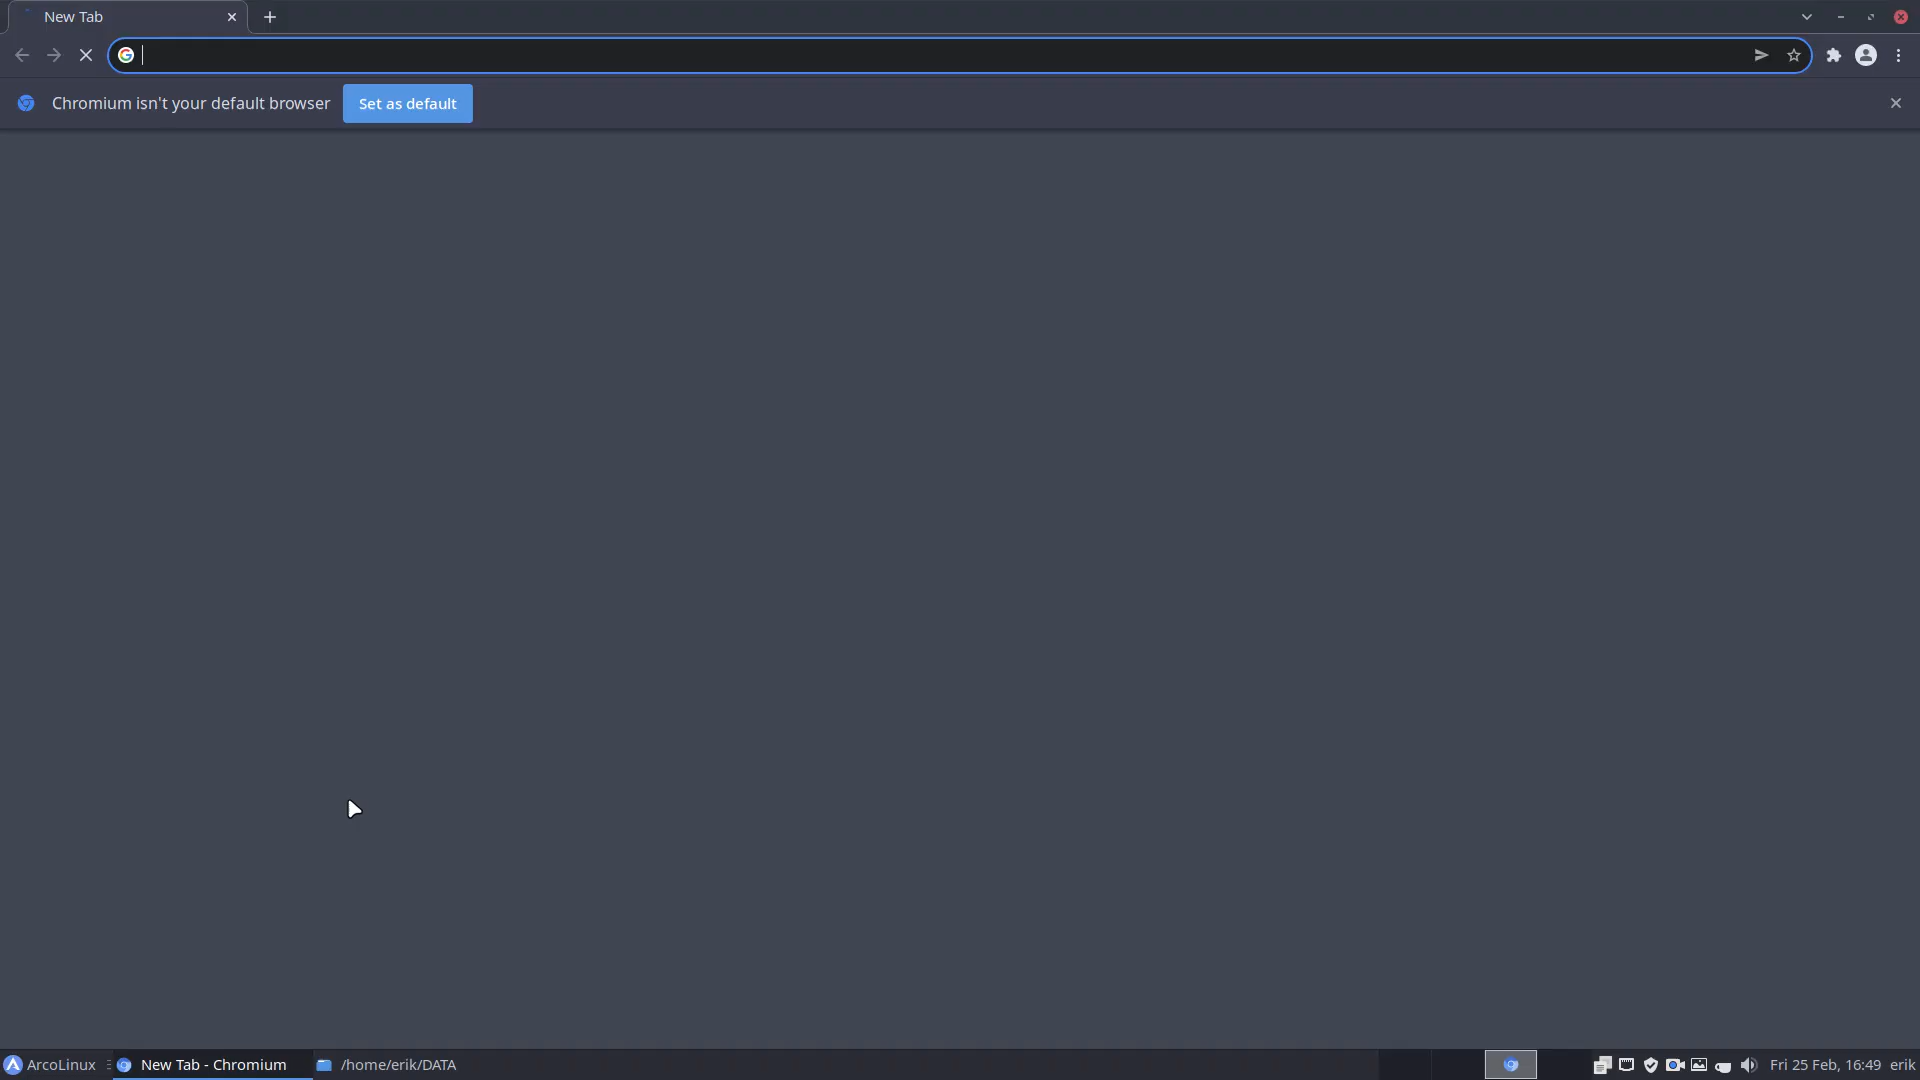 New Tab
Chromium isn't your default browser
Set as default
ArcoLinux
New Tab - Chromium
/home/erik/DATA
Fri 25 Feb, 16:49
erik